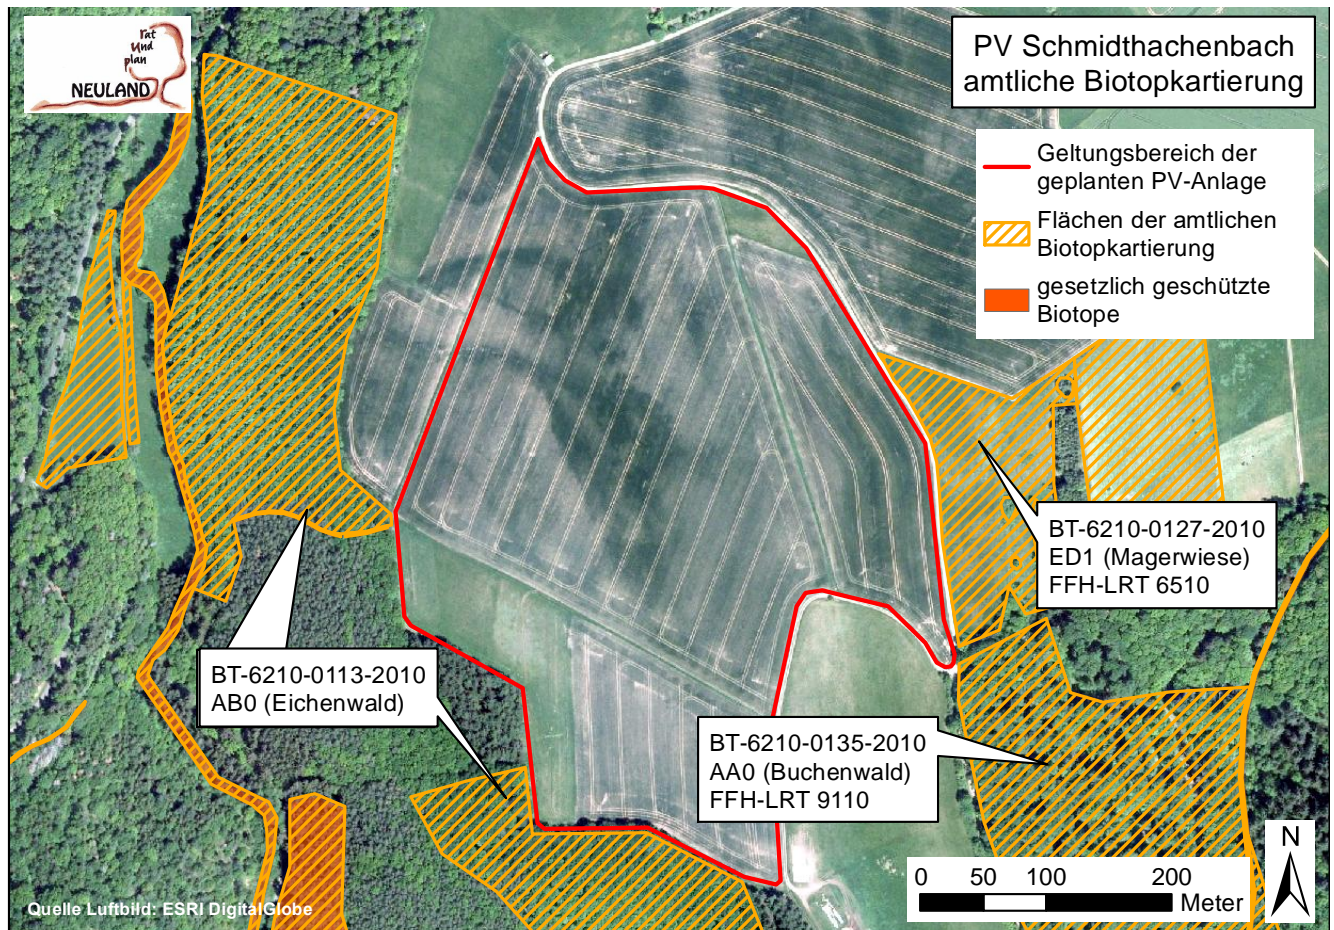 rat
und
plan
NEULAND
PV Schmidthachenbach
amtliche Biotopkartierung
Geltungsbereich der
geplanten PV-Anlage
Flächen der amtlichen
Biotopkartierung
gesetzlich geschützte
Biotope
BT-6210-0127-2010
ED1 (Magerwiese)
FFH-LRT 6510
BT-6210-0113-2010
AB0 (Eichenwald)
BT-6210-0135-2010
AA0 (Buchenwald)
FFH-LRT 9110
N
0 50 100 200
Meter
Quelle Luftbild: ESRI DigitalGlobe